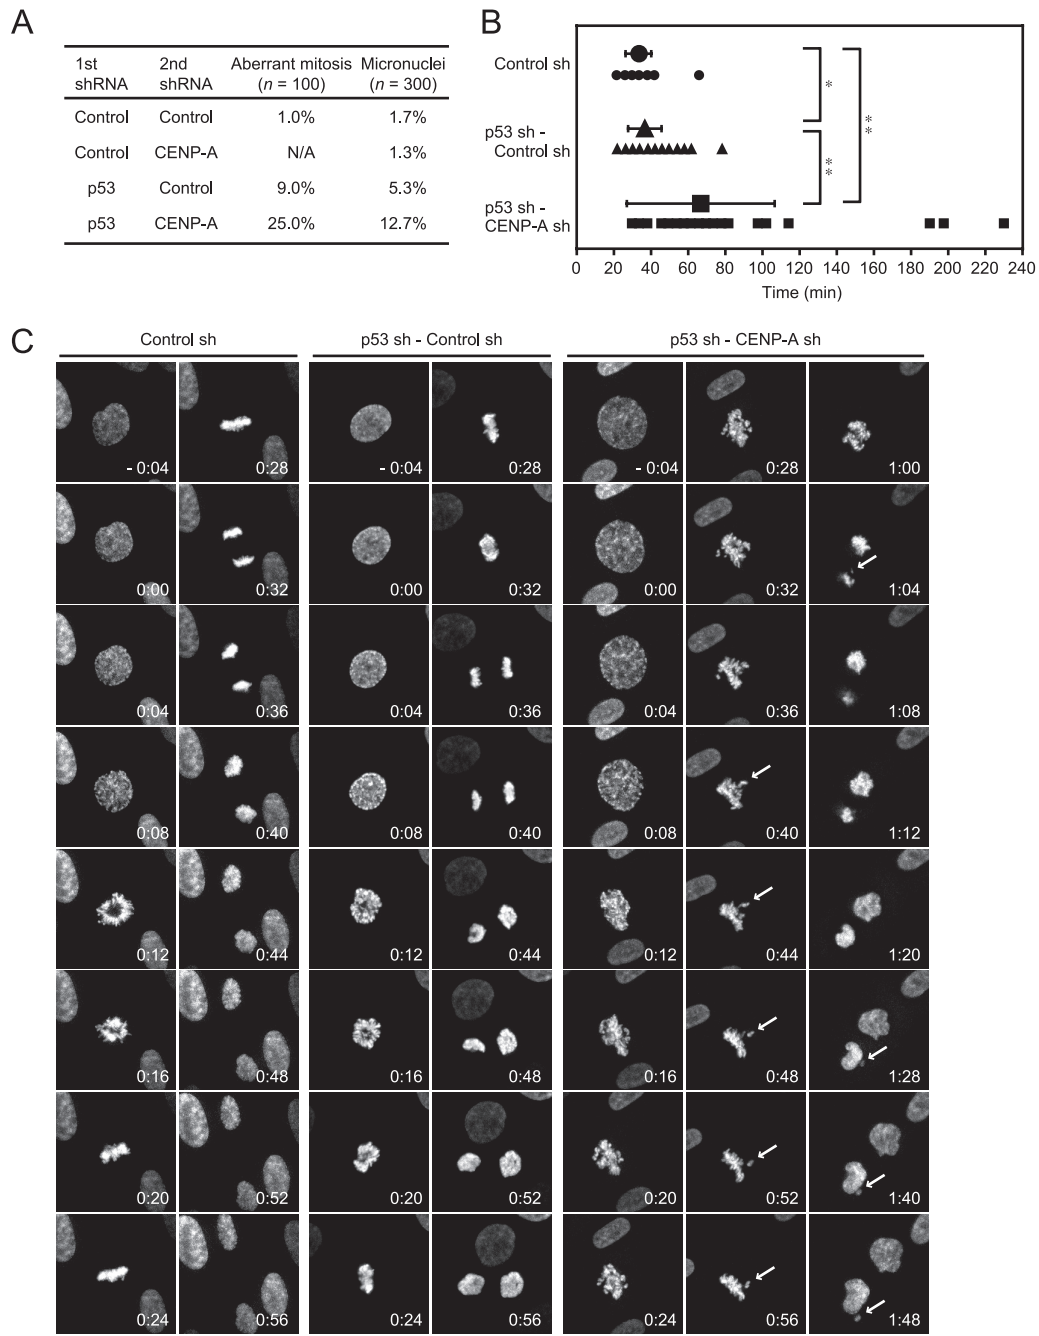 A
1st shRNA 2nd shRNA Aberrant mitosis (n = 100) Micronuclei (n = 300)
Control Control 1.0% 1.7%
Control CENP-A N/A 1.3%
p53 Control 9.0% 5.3%
p53 CENP-A 25.0% 12.7%
B
Control sh
p53 sh -
Control sh
p53 sh -
CENP-A sh
*
**
**
0 20 40 60 80 100 120 140 160 180 200 220 240
Time (min)
C
Control sh p53 sh - Control sh p53 sh - CENP-A sh
- 0:04 0:28 - 0:04 0:28 - 0:04 0:28 1:00
0:00 0:32 0:00 0:32 0:00 0:32 1:04
0:04 0:36 0:04 0:36 0:04 0:36 1:08
0:08 0:40 0:08 0:40 0:08 0:40 1:12
0:12 0:44 0:12 0:44 0:12 0:44 1:20
0:16 0:48 0:16 0:48 0:16 0:48 1:28
0:20 0:52 0:20 0:52 0:20 0:52 1:40
0:24 0:56 0:24 0:56 0:24 0:56 1:48